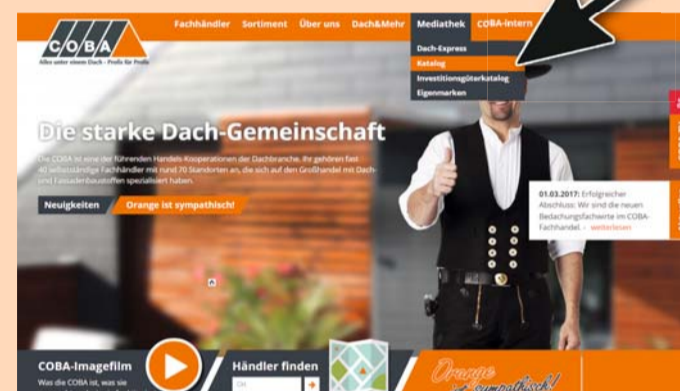 Fachhändler Sortiment Über uns Dach&Mehr Mediathek COBA-Intern
COBA
Alles unter einem Dach - Profis für Profis
Dach-Express
Katalog
Investitionsgüterkatalog
Eigenmarken
Die starke Dach-Gemeinschaft
Die COBA ist eine der führenden Handels-Kooperationen der Dachbranche. Ihr gehören fast
40 selbstständige Fachhändler mit rund 70 Standorten an, die sich auf den Großhandel mit Dach-
und Fassadenbaustoffen spezialisiert haben.
Neuigkeiten Orange ist sympathisch!
01.03.2017: Erfolgreicher
Abschluss: Wir sind die neuen
Bedachungsfachwirte im COBA-
Fachhandel. - weiterlesen
COBA-Imagefilm
Was die COBA ist, was sie
Händler finden
Ort
Orange
ist sympathisch!